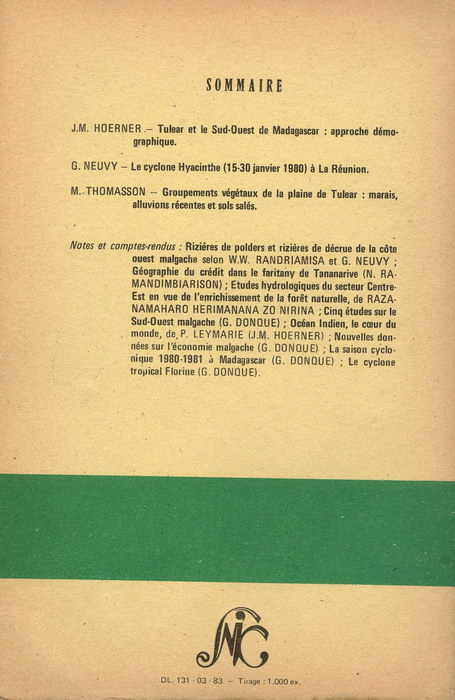 SOMMAIRE
J.M. HOERNER – Tulear et le Sud-Ouest de Madagascar : approche démo-
graphique.
G. NEUVY – Le cyclone Hyacinthe (15-30 janvier 1980) à La Réunion.
M. THOMASSON – Groupements végétaux de la plaine de Tulear : marais,
alluvions récentes et sols salés.
Notes et comptes-rendus : Rizières de polders et rizières de décrue de la côte
ouest malgache selon W.W. RANDRIAMISA et G. NEUVY ;
Géographie du crédit dans le faritany de Tananarive (N. RA-
MANDIMBIARISON) ; Etudes hydrologiques du secteur Centre-
Est en vue de l'enrichissement de la forêt naturelle, de RAZA-
NAMAHARO HERIMANANA ZO NIRINA ; Cinq études sur le
Sud-Ouest malgache (G. DONQUE) ; Océan Indien, le cœur du
monde, de P. LEYMARIE (J.M. HOERNER) ; Nouvelles don-
nées sur l'économie malgache (G. DONQUE) ; La saison cyclo-
nique 1980-1981 à Madagascar (G. DONQUE) ; Le cyclone
tropical Florine (G. DONQUE).
DL. 131 - 03 - 83 – Tirage : 1.000 ex.